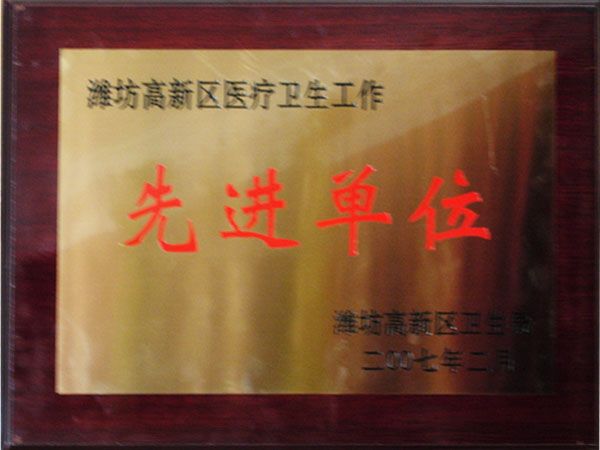 潍坊高新区医疗卫生工作
先进单位
潍坊高新区卫生局
二〇〇七年二月